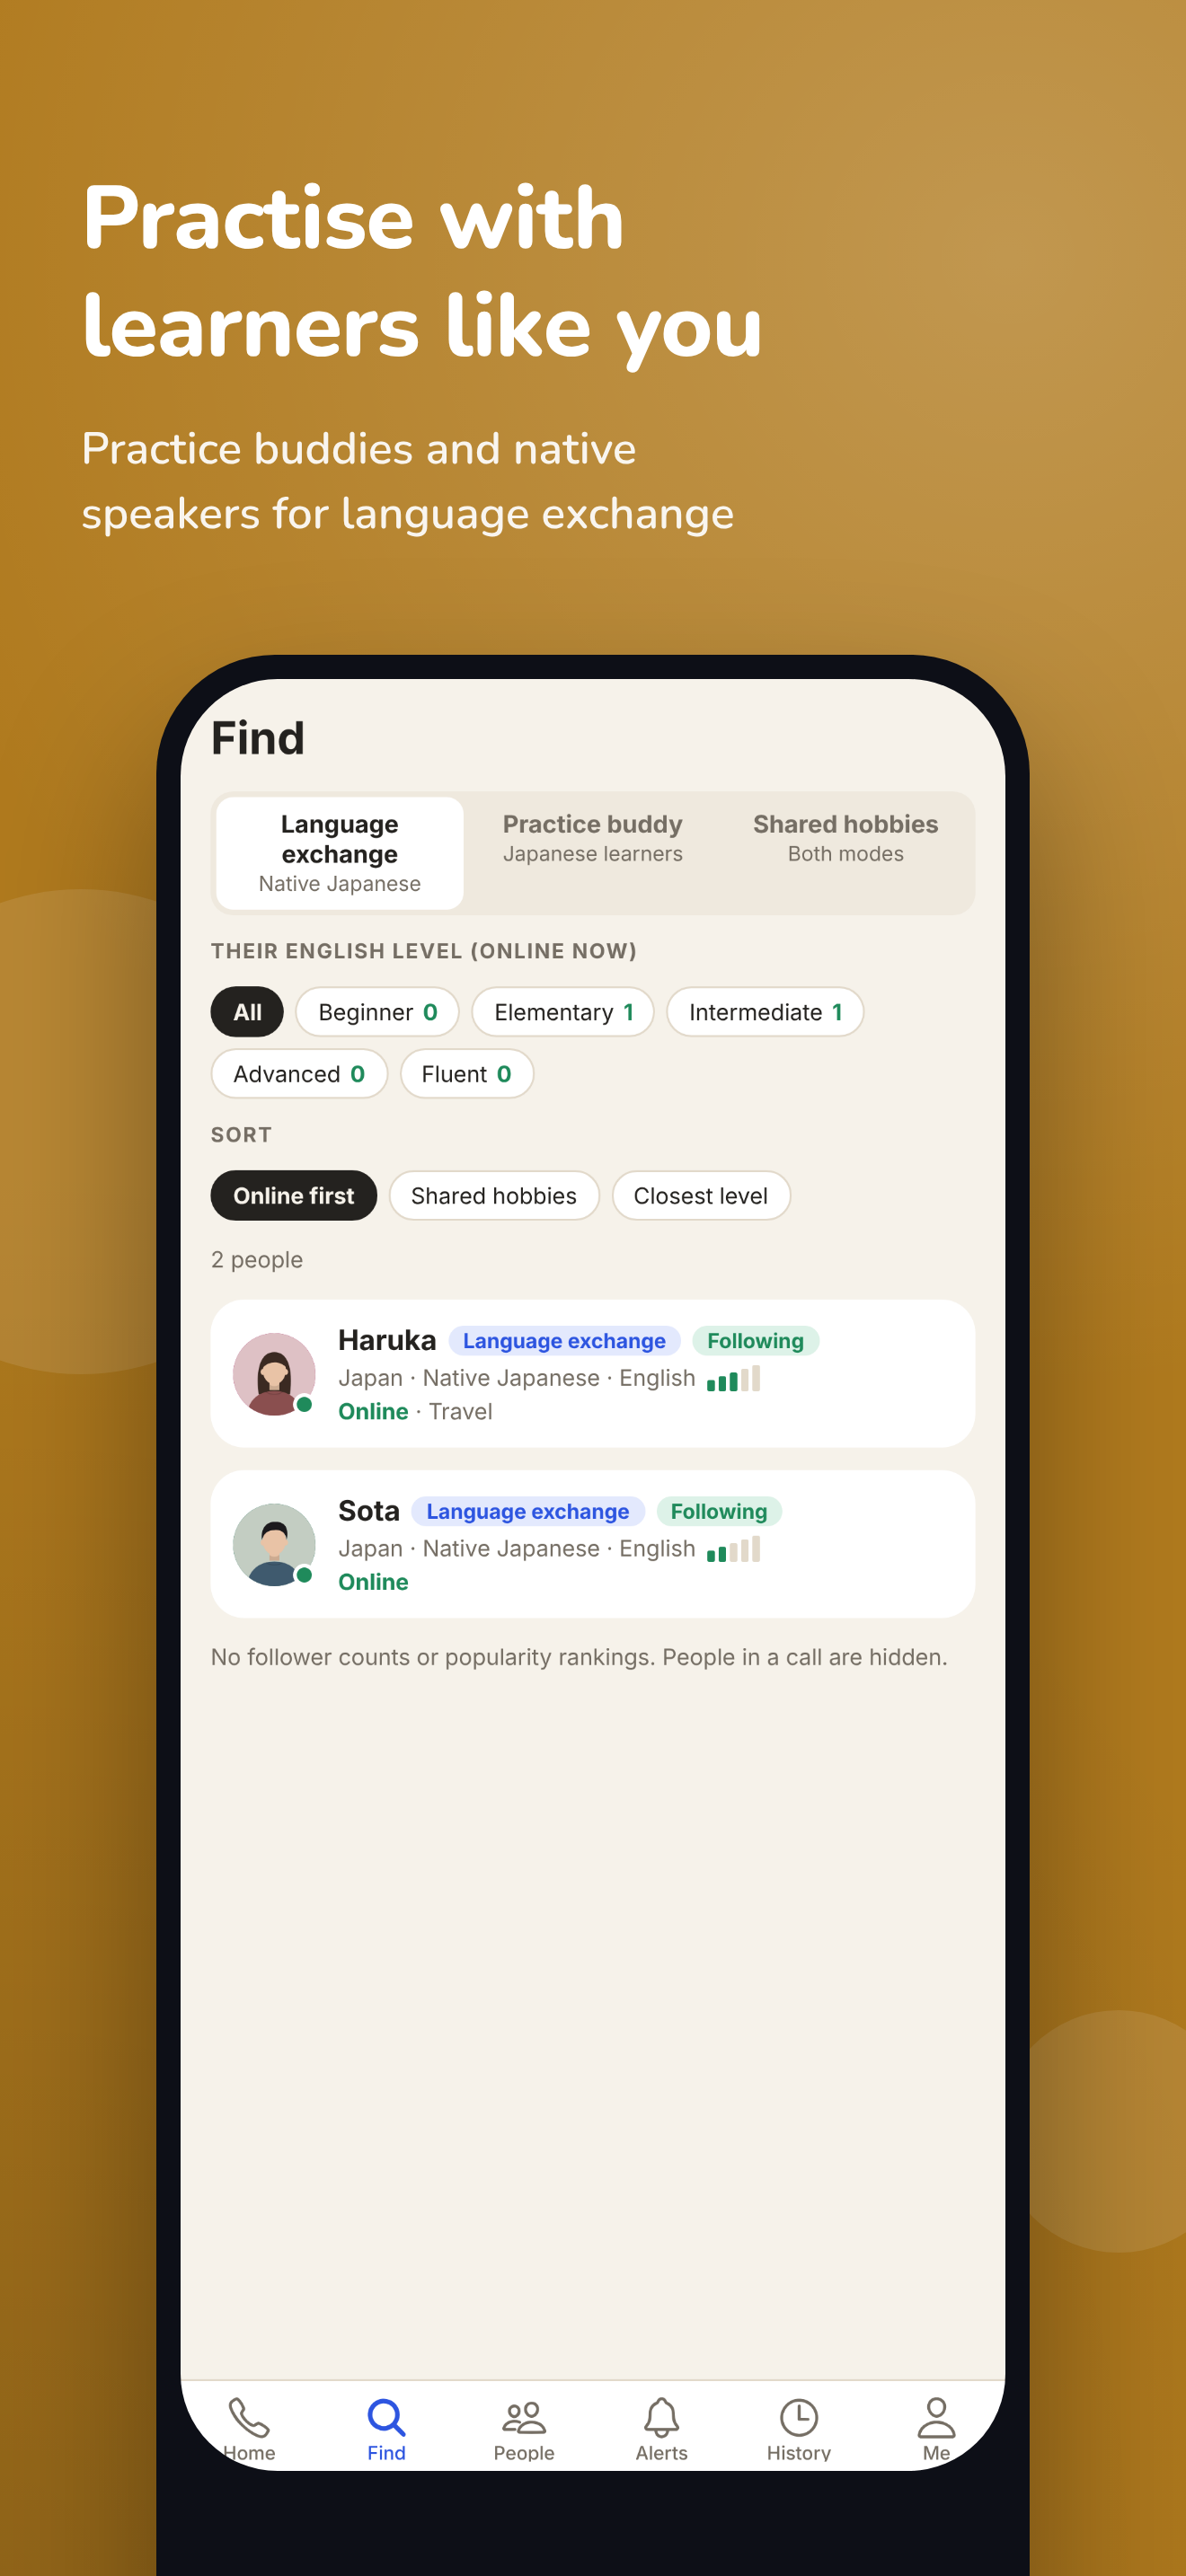 Practise with
learners like you
Practice buddies and native
speakers for language exchange
Find
Language
exchange
Native Japanese
Practice buddy
Japanese learners
Shared hobbies
Both modes
THEIR ENGLISH LEVEL (ONLINE NOW)
All Beginner 0 Elementary 1 Intermediate 1
Advanced 0 Fluent 0
SORT
Online first Shared hobbies Closest level
2 people
Haruka Language exchange Following
Japan · Native Japanese · English
Online · Travel
Sota Language exchange Following
Japan · Native Japanese · English
Online
No follower counts or popularity rankings. People in a call are hidden.
Home Find People Alerts History Me